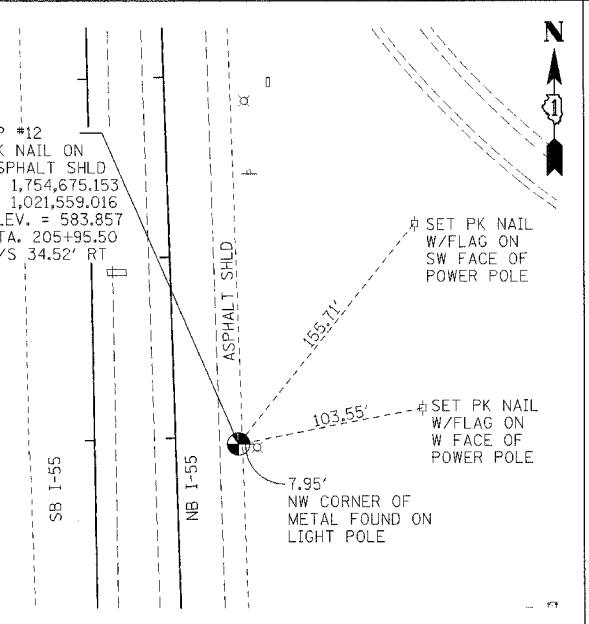 N
1
#12
NAIL ON
SPHALT SHLD
1,754,675.153
1,021,559.016
LEV. = 583.857
TA. 205+95.50
/S 34.52' RT
SET PK NAIL
W/FLAG ON
SW FACE OF
POWER POLE
155.71'
ASPHALT SHLD
103.55'
SET PK NAIL
W/FLAG ON
W FACE OF
POWER POLE
SB I-55
NB I-55
7.95'
NW CORNER OF
METAL FOUND ON
LIGHT POLE